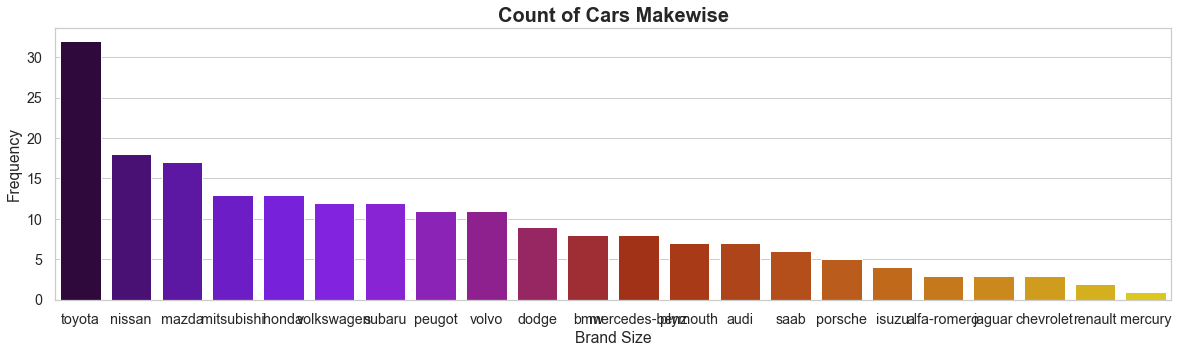 Count of Cars Makewise
Frequency
30
25
20
15
10
5
0
toyota nissan mazda mitsubishi honda volkswagen subaru peugot volvo dodge bmw mercedes-benz plymouth audi saab porsche isuzu alfa-romero jaguar chevrolet renault mercury
Brand Size